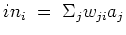 in_i = Σ_j w_{ji} a_j